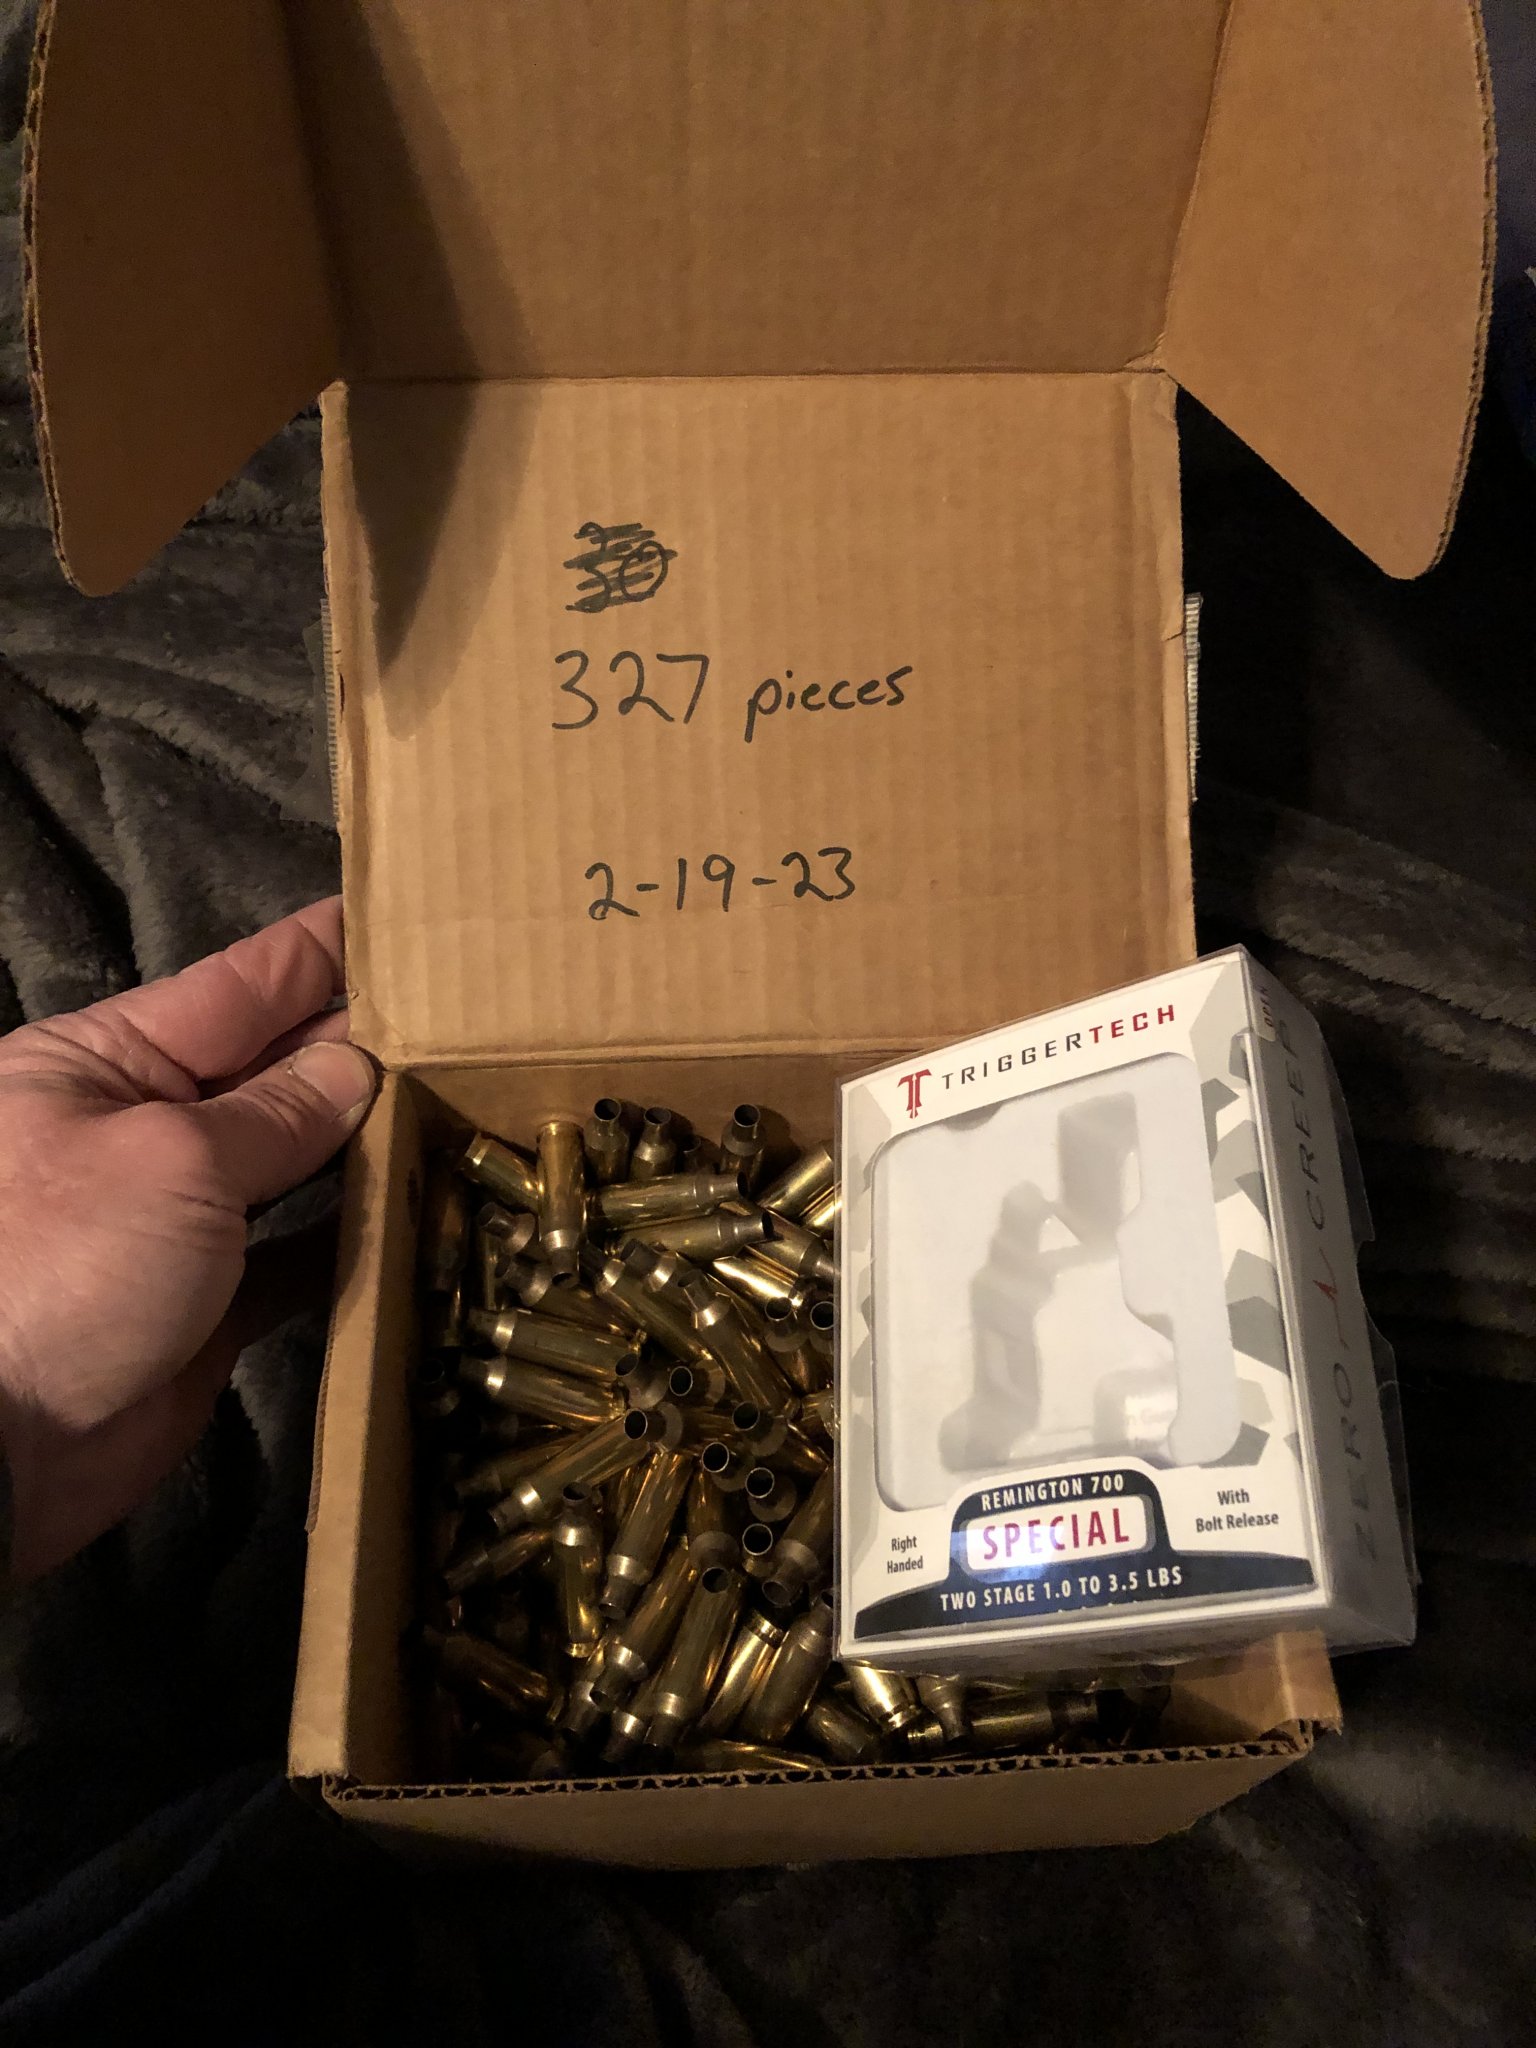 327 pieces
2-19-23
TRIGGERTECH
ZERO CREEP
REMINGTON 700
SPECIAL
TWO STAGE 1.0 TO 3.5 LBS
Right
Handed
With
Bolt Release